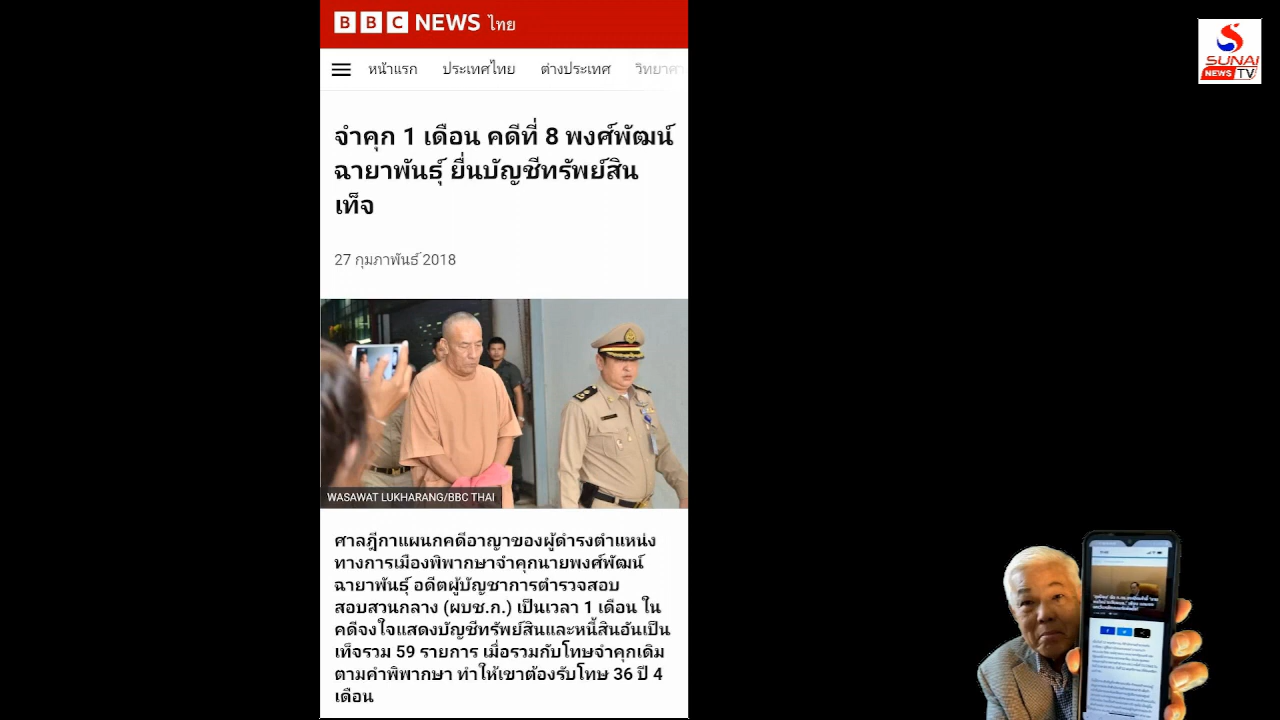 BBC NEWS ไทย
SUNAI
NEWS TV
หน้าแรก ประเทศไทย ต่างประเทศ วิทยาศา
จำคุก 1 เดือน คดีที่ 8 พงศ์พัฒน์
ฉายาพันธุ์ ยื่นบัญชีทรัพย์สิน
เท็จ
27 กุมภาพันธ์ 2018
WASAWAT LUKHARANG/BBC THAI
ศาลฎีกาแผนกคดีอาญาของผู้ดำรงตำแหน่ง
ทางการเมืองพิพากษาจำคุกนายพงศ์พัฒน์
ฉายาพันธุ์ อดีตผู้บัญชาการตำรวจสอบ
สอบสวนกลาง (ผบช.ก.) เป็นเวลา 1 เดือน ใน
คดีจงใจแสดงบัญชีทรัพย์สินและหนี้สินอันเป็น
เท็จรวม 59 รายการ เมื่อรวมกับโทษจำคุกเดิม
ตามคำพิพากษา ทำให้เขาต้องรับโทษ 36 ปี 4
เดือน